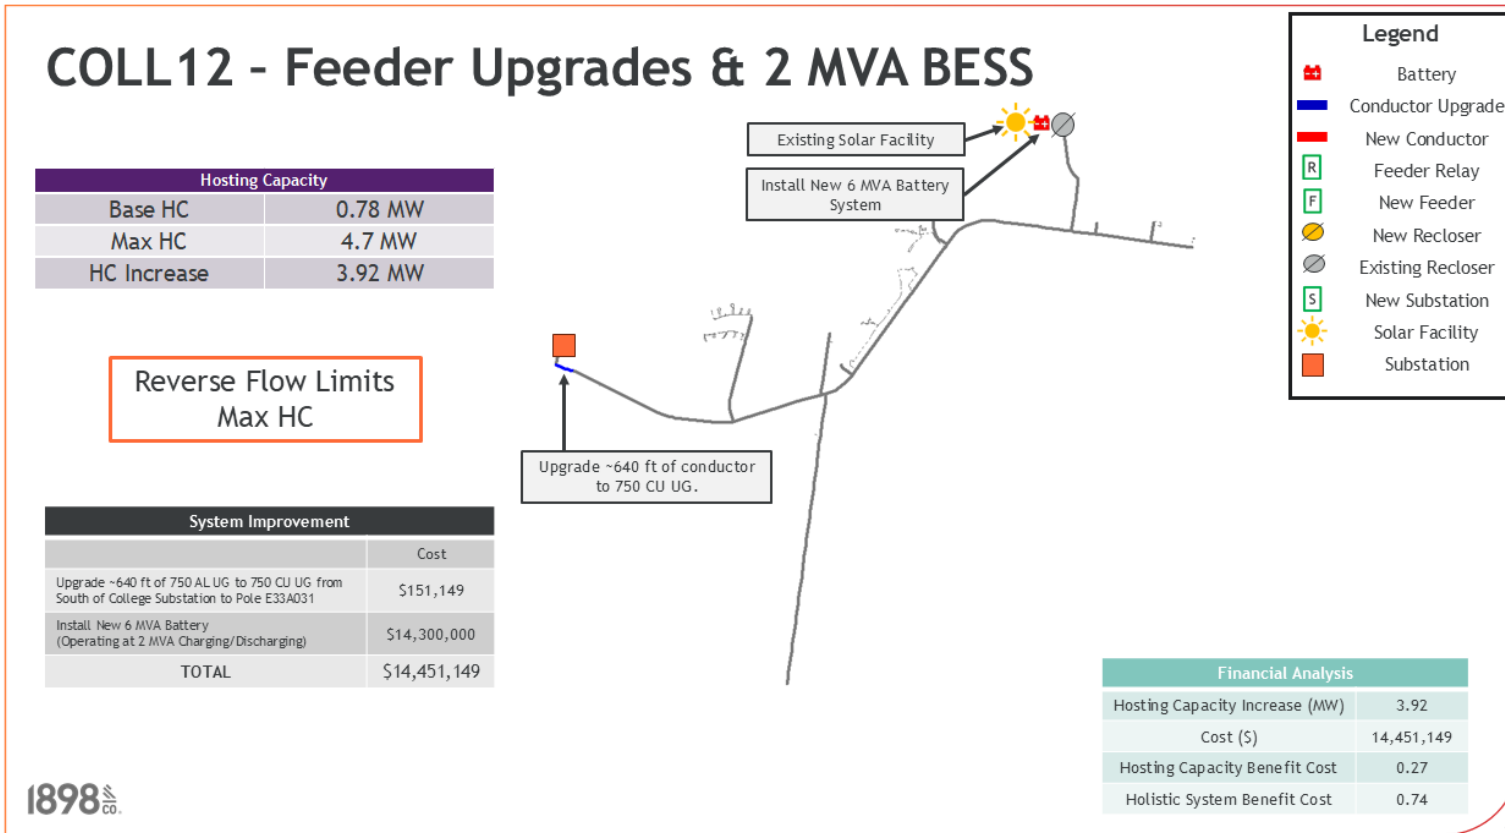 COLL12 - Feeder Upgrades & 2 MVA BESS
Legend
Battery
Conductor Upgrade
New Conductor
R Feeder Relay
F New Feeder
New Recloser
Existing Recloser
S New Substation
Solar Facility
Substation
Existing Solar Facility
Install New 6 MVA Battery
System
Hosting Capacity
Base HC 0.78 MW
Max HC 4.7 MW
HC Increase 3.92 MW
Reverse Flow Limits
Max HC
Upgrade ~640 ft of conductor
to 750 CU UG.
System Improvement
Cost
Upgrade ~640 ft of 750 AL UG to 750 CU UG from
South of College Substation to Pole E33A031
$151,149
Install New 6 MVA Battery
(Operating at 2 MVA Charging/Discharging)
$14,300,000
TOTAL $14,451,149
Financial Analysis
Hosting Capacity Increase (MW) 3.92
Cost ($) 14,451,149
Hosting Capacity Benefit Cost 0.27
Holistic System Benefit Cost 0.74
1898 & CO.